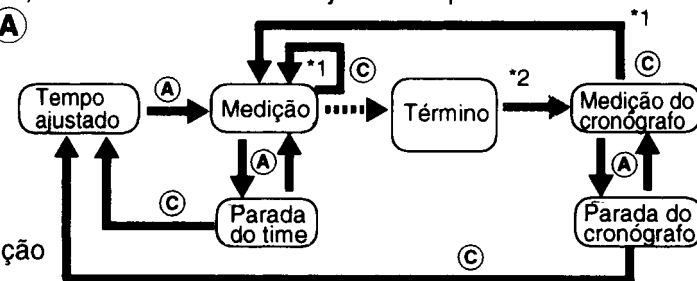 A
*1
*1
C
C
Tempo
ajustado
A
Medição
Término
*2
Medição do
cronógrafo
A
A
C
Parada
do time
Parada do
cronógrafo
ção
C